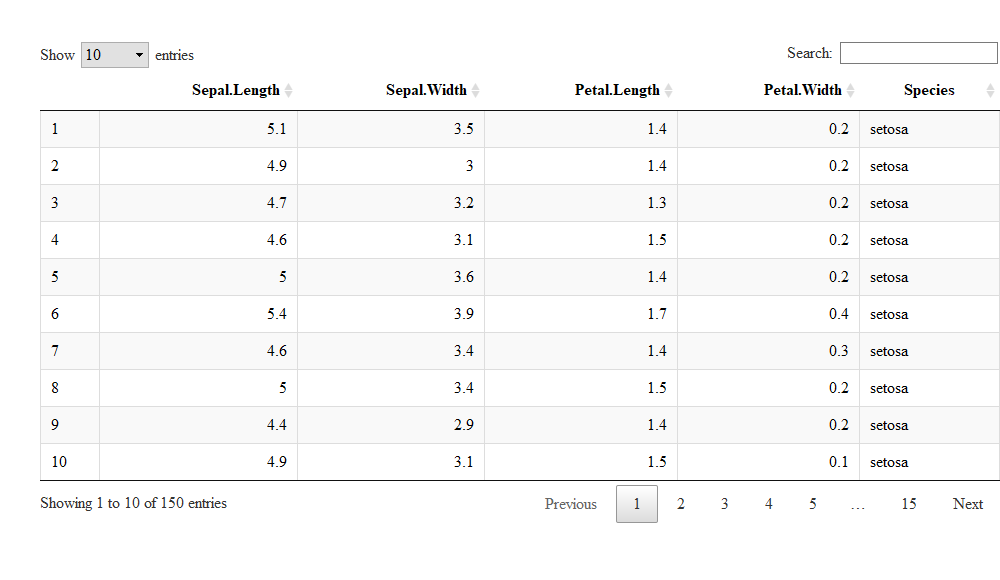 Show 10 entries Search:
Sepal.Length Sepal.Width Petal.Length Petal.Width Species
1 5.1 3.5 1.4 0.2 setosa
2 4.9 3 1.4 0.2 setosa
3 4.7 3.2 1.3 0.2 setosa
4 4.6 3.1 1.5 0.2 setosa
5 5 3.6 1.4 0.2 setosa
6 5.4 3.9 1.7 0.4 setosa
7 4.6 3.4 1.4 0.3 setosa
8 5 3.4 1.5 0.2 setosa
9 4.4 2.9 1.4 0.2 setosa
10 4.9 3.1 1.5 0.1 setosa
Showing 1 to 10 of 150 entries Previous 1 2 3 4 5 … 15 Next